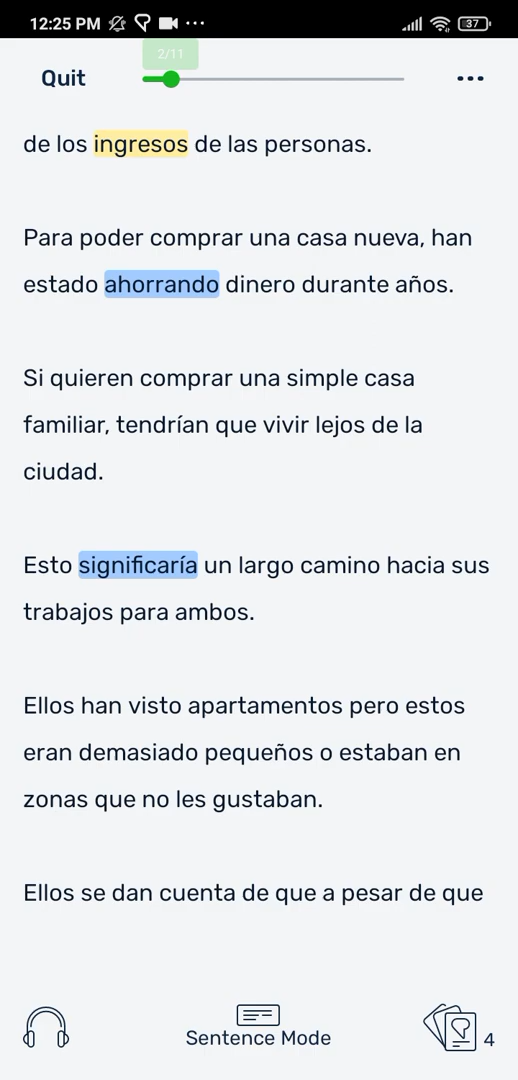 12:25 PM ... 37
2/11
Quit ...
de los ingresos de las personas.
Para poder comprar una casa nueva, han
estado ahorrando dinero durante años.
Si quieren comprar una simple casa
familiar, tendrían que vivir lejos de la
ciudad.
Esto significaría un largo camino hacia sus
trabajos para ambos.
Ellos han visto apartamentos pero estos
eran demasiado pequeños o estaban en
zonas que no les gustaban.
Ellos se dan cuenta de que a pesar de que
Sentence Mode
4